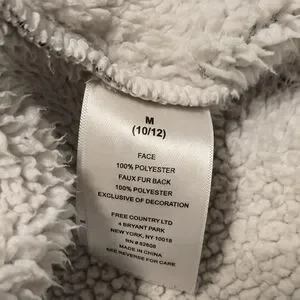 M
(10/12)
FACE
100% POLYESTER
FAUX FUR BACK
100% POLYESTER
EXCLUSIVE OF DECORATION
FREE COUNTRY LTD
4 BRYANT PARK
NEW YORK, NY 10018
RN # 82608
MADE IN CHINA
SEE REVERSE FOR CARE